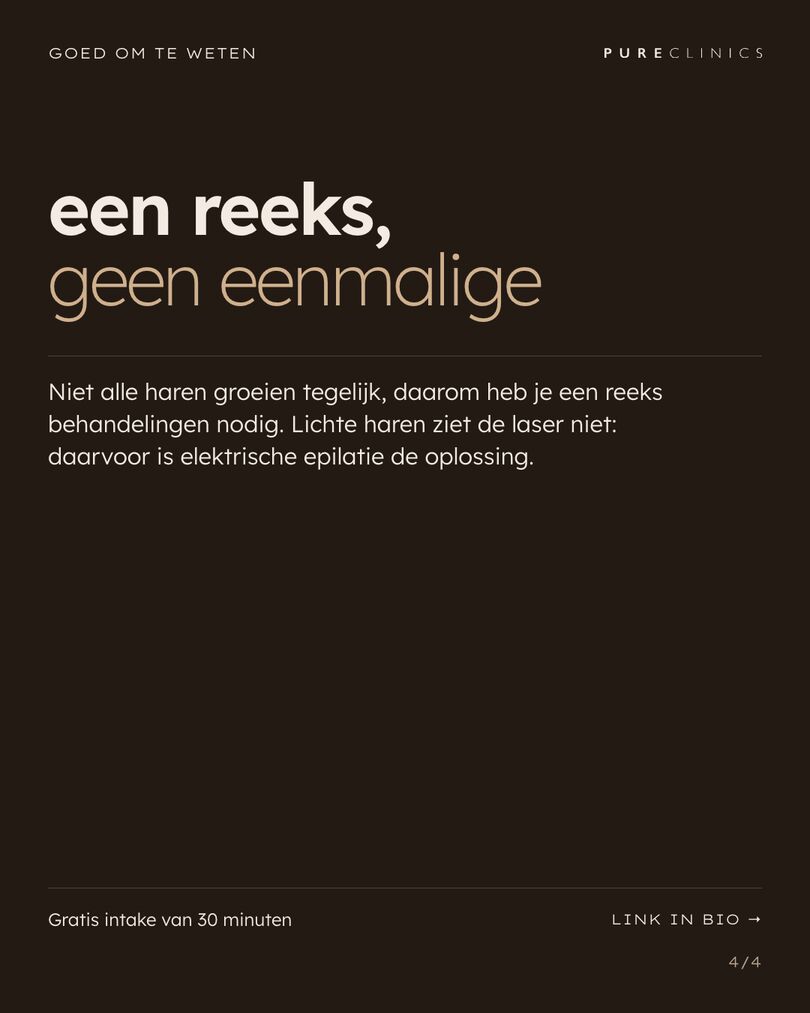 GOED OM TE WETEN
PURECLINICS
een reeks,
geen eenmalige
Niet alle haren groeien tegelijk, daarom heb je een reeks
behandelingen nodig. Lichte haren ziet de laser niet:
daarvoor is elektrische epilatie de oplossing.
Gratis intake van 30 minuten
LINK IN BIO →
4/4